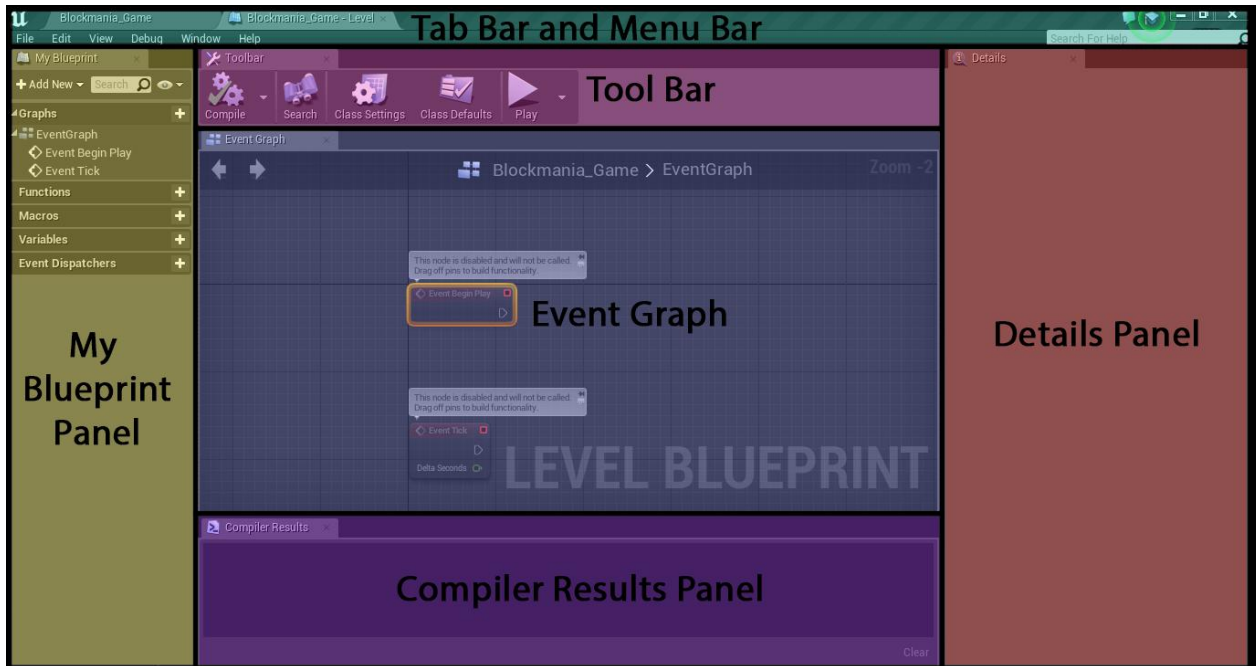 Blockmania_Game
Blockmania_Game - Level
Tab Bar and Menu Bar
File Edit View Debug Window Help
Search For Help
My Blueprint
Add New
Search
Graphs
EventGraph
Event Begin Play
Event Tick
Functions
Macros
Variables
Event Dispatchers
My
Blueprint
Panel
Toolbar
Compile
Search
Class Settings
Class Defaults
Play
Tool Bar
Event Graph
Blockmania_Game > EventGraph
Zoom -2
This node is disabled and will not be called.
Drag off pins to build functionality.
Event Begin Play
Event Graph
This node is disabled and will not be called.
Drag off pins to build functionality.
Event Tick
Delta Seconds
LEVEL BLUEPRINT
Compiler Results
Compiler Results Panel
Clear
Details
Details Panel